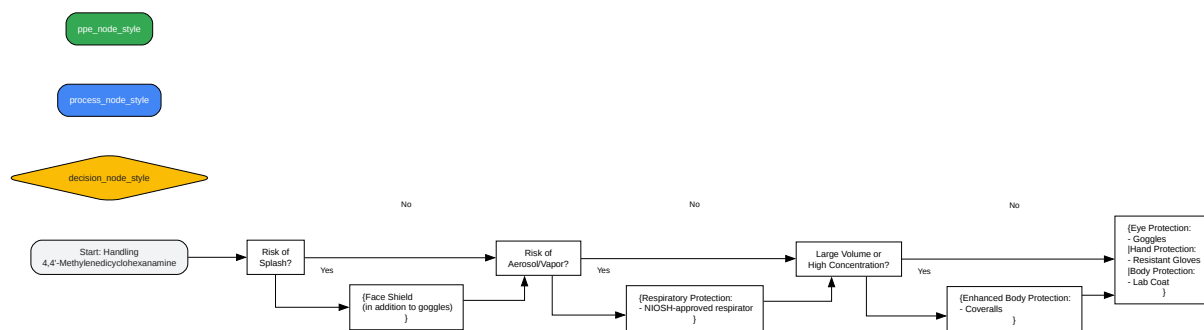 ppe_node_style
process_node_style
decision_node_style
No
No
No
Start: Handling
4,4'-Methylenedicyclohexanamine
Risk of
Splash?
Yes
{Face Shield
(in addition to goggles)
}
Risk of
Aerosol/Vapor?
Yes
{Respiratory Protection:
- NIOSH-approved respirator
}
Large Volume or
High Concentration?
Yes
{Enhanced Body Protection:
- Coveralls
}
{Eye Protection:
- Goggles
|Hand Protection:
- Resistant Gloves
|Body Protection:
- Lab Coat
}